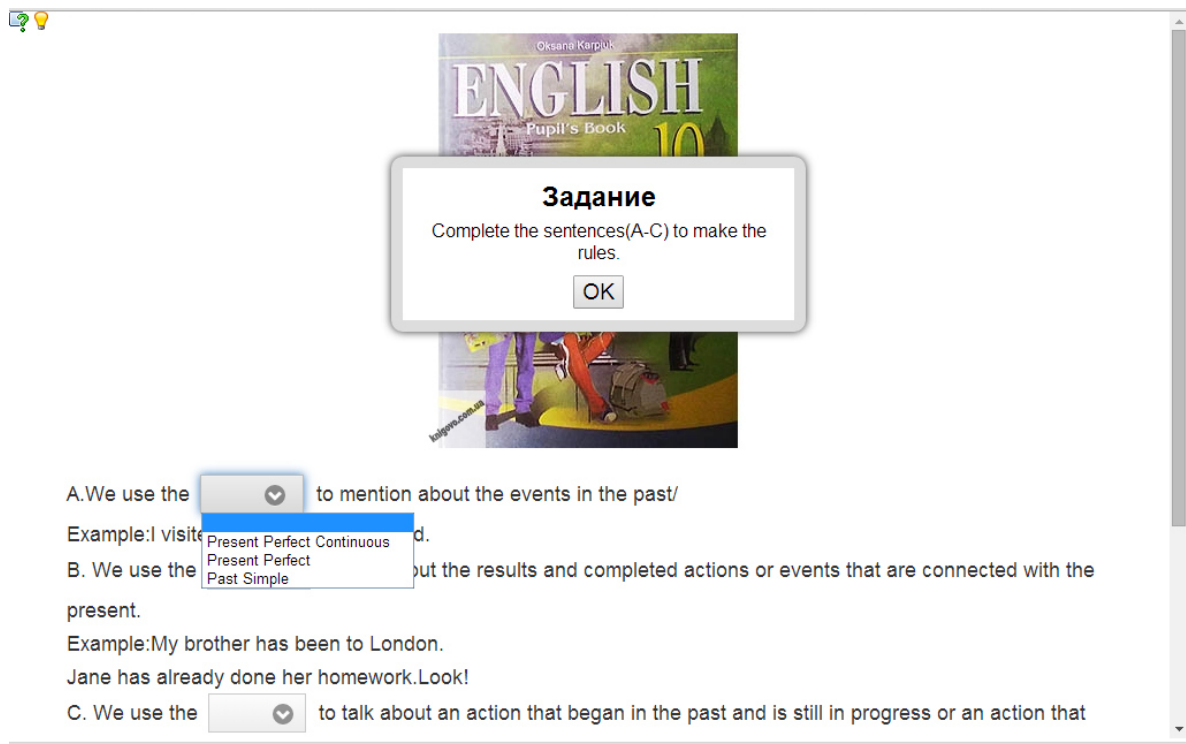 Oksana Karpiuk
ENGLISH
Pupil's Book 10
Задание
Complete the sentences(A-C) to make the
rules.
OK
knigovo.com.ua
A.We use the to mention about the events in the past/
Example:I visite d.
Present Perfect Continuous
Present Perfect
Past Simple
B. We use the out the results and completed actions or events that are connected with the
present.
Example:My brother has been to London.
Jane has already done her homework.Look!
C. We use the to talk about an action that began in the past and is still in progress or an action that